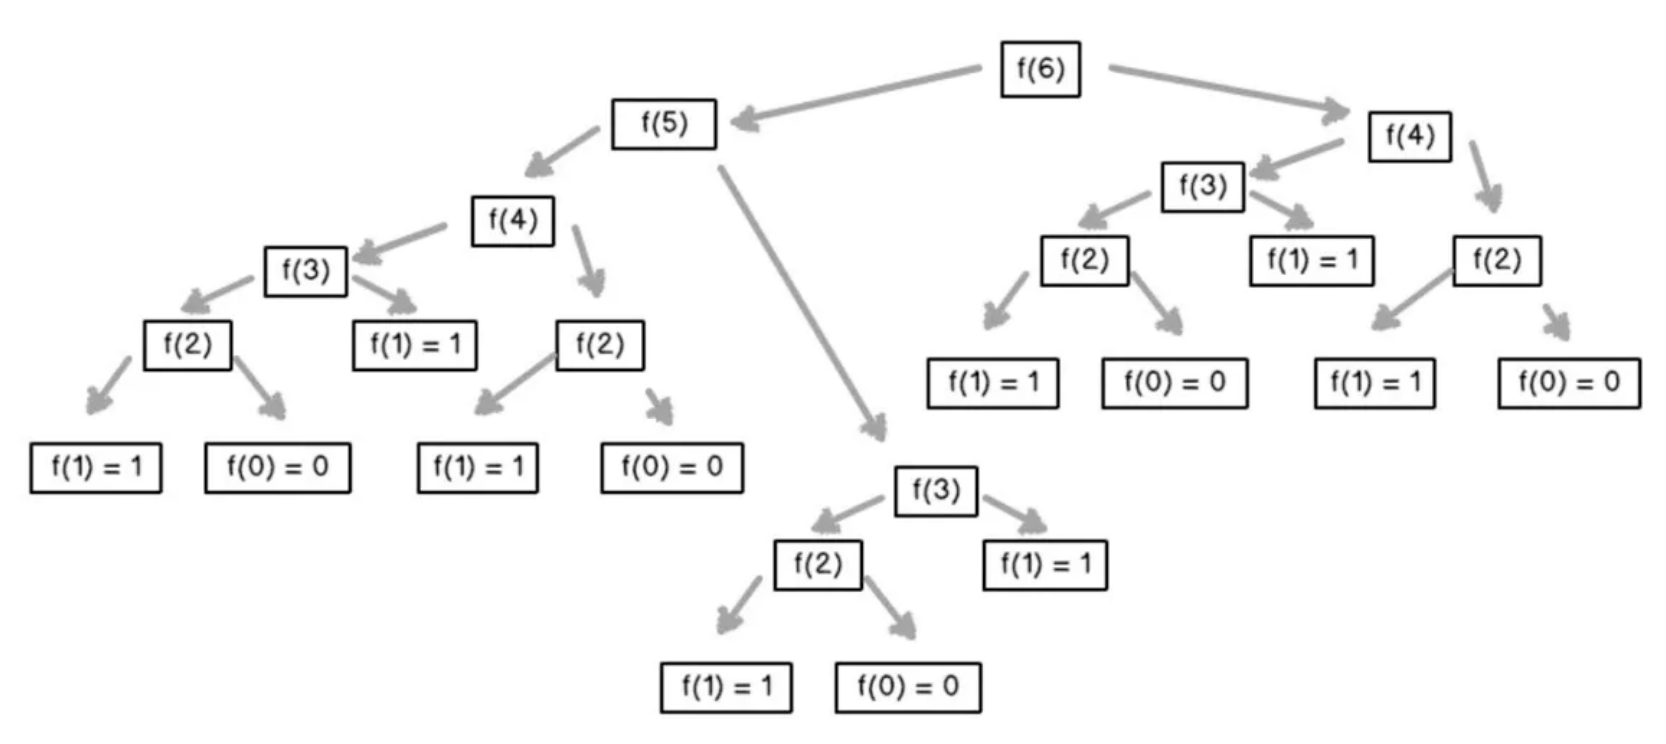 f(6)
f(5)
f(4)
f(3)
f(4)
f(2)
f(1) = 1
f(2)
f(3)
f(2)
f(1) = 1
f(2)
f(1) = 1
f(0) = 0
f(1) = 1
f(0) = 0
f(1) = 1
f(0) = 0
f(1) = 1
f(0) = 0
f(3)
f(2)
f(1) = 1
f(1) = 1
f(0) = 0